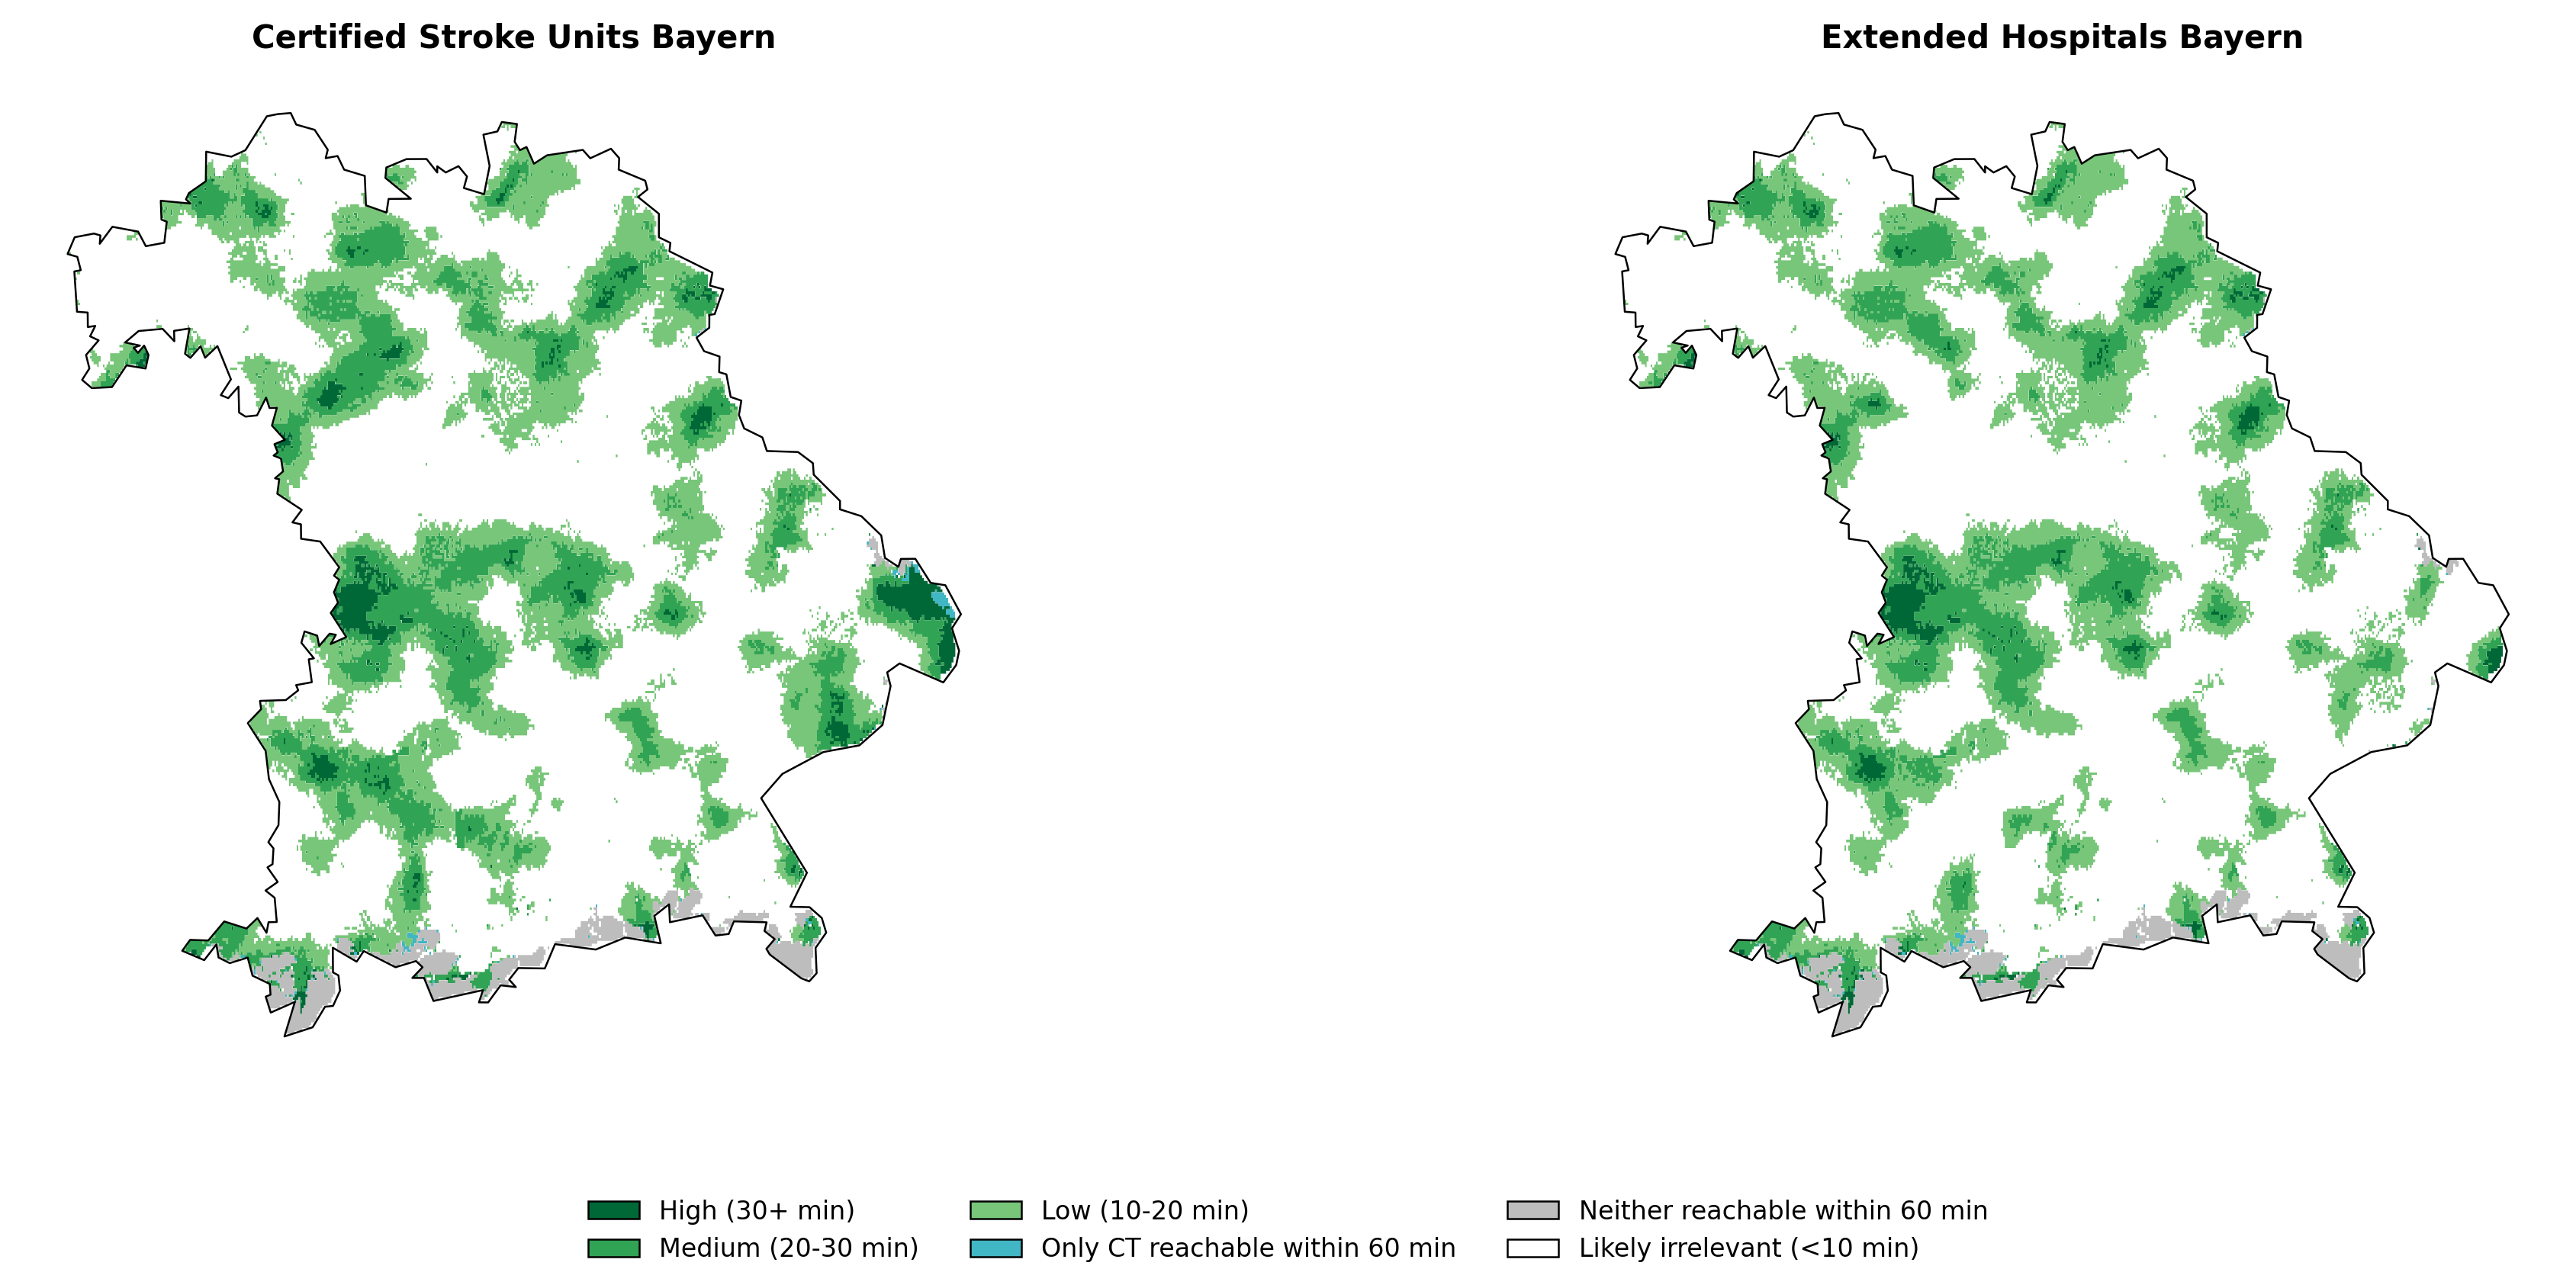 Certified Stroke Units Bayern
Extended Hospitals Bayern
High (30+ min)
Medium (20-30 min)
Low (10-20 min)
Only CT reachable within 60 min
Neither reachable within 60 min
Likely irrelevant (<10 min)